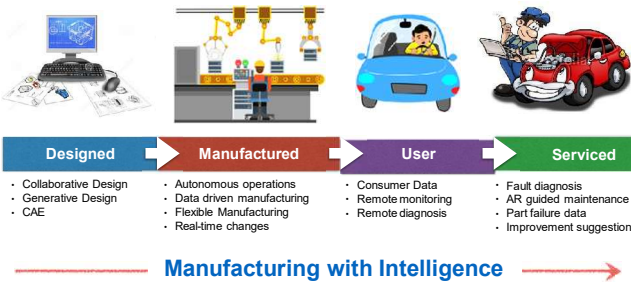 Designed
Manufactured
User
Serviced
· Collaborative Design
· Generative Design
· CAE
· Autonomous operations
· Data driven manufacturing
· Flexible Manufacturing
· Real-time changes
· Consumer Data
· Remote monitoring
· Remote diagnosis
· Fault diagnosis
· AR guided maintenance
· Part failure data
· Improvement suggestion
Manufacturing with Intelligence